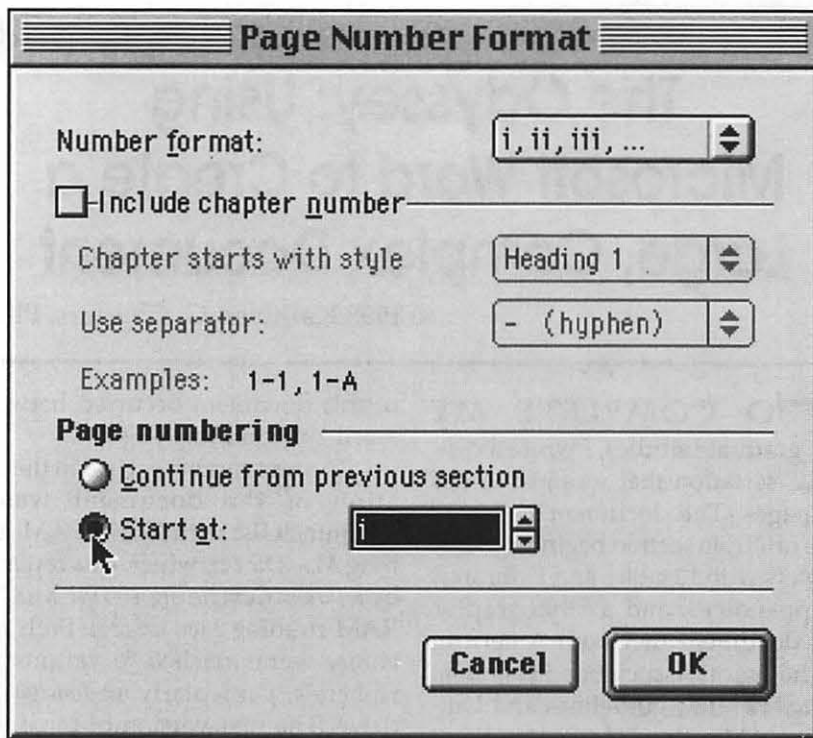 Page Number Format
Number format: i, ii, iii, ...
Include chapter number
Chapter starts with style Heading 1
Use separator: - (hyphen)
Examples: 1-1, 1-A
Page numbering
Continue from previous section
Start at: i
Cancel OK